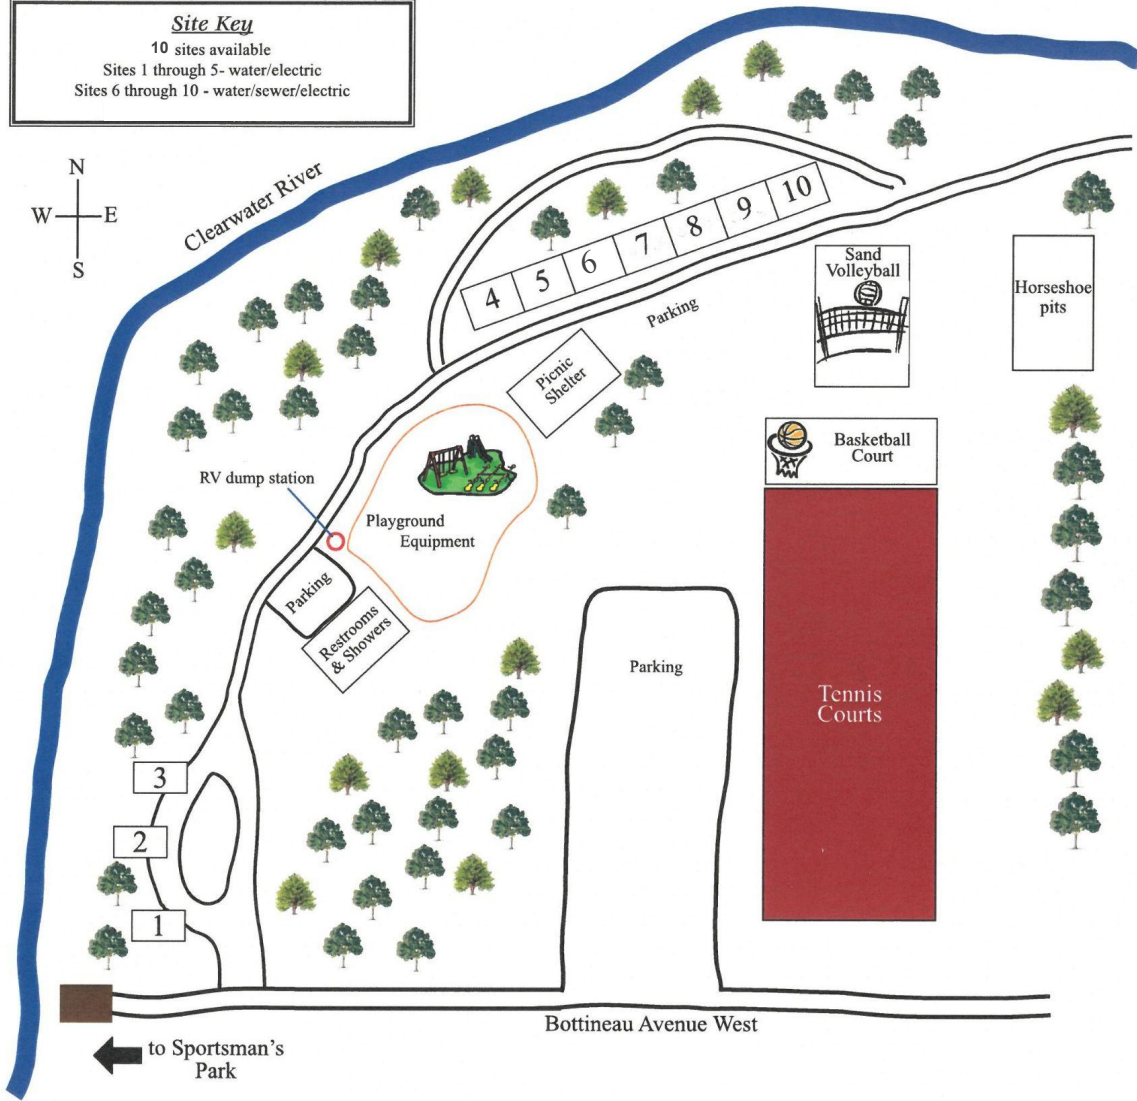 Site Key
10 sites available
Sites 1 through 5- water/electric
Sites 6 through 10 - water/sewer/electric
N
W
E
S
Clearwater River
4
5
6
7
8
9
10
Parking
Sand
Volleyball
Horseshoe
pits
Picnic
Shelter
Basketball
Court
RV dump station
Playground
Equipment
Parking
Restrooms
& Showers
Parking
Tennis
Courts
3
2
1
Bottineau Avenue West
to Sportsman's
Park